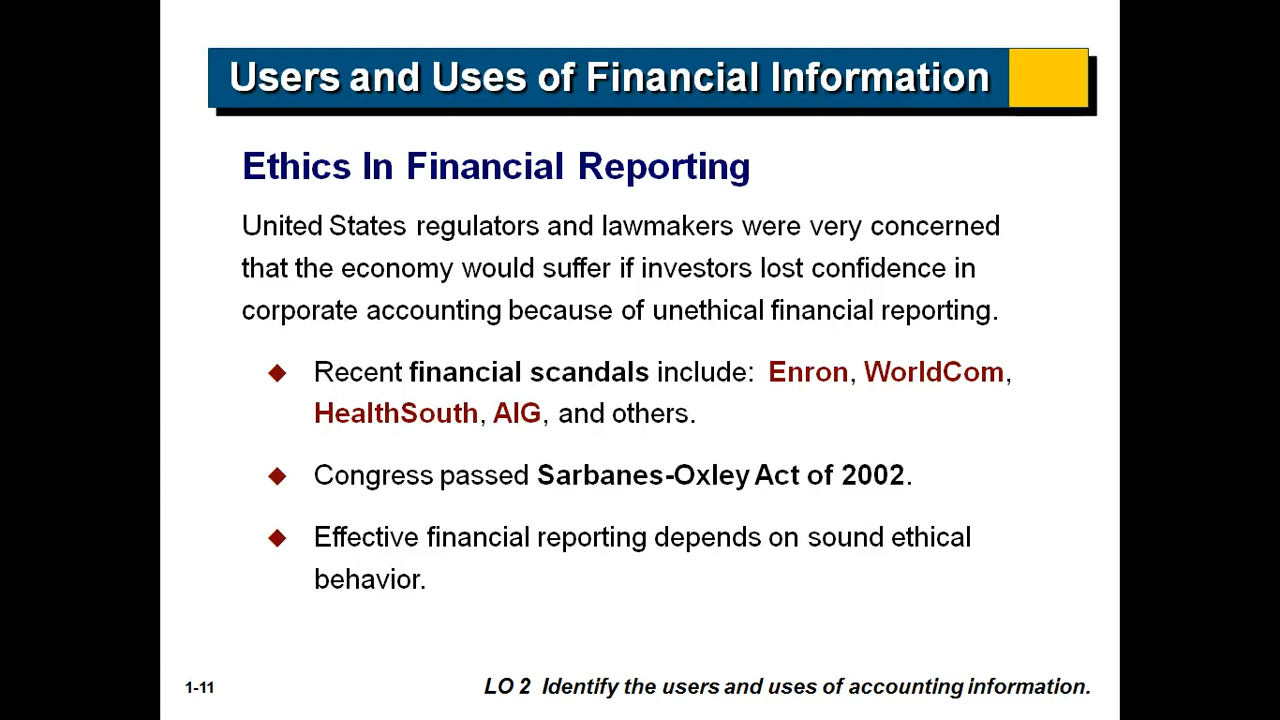 Users and Uses of Financial Information
Ethics In Financial Reporting
United States regulators and lawmakers were very concerned
that the economy would suffer if investors lost confidence in
corporate accounting because of unethical financial reporting.
Recent financial scandals include: Enron, WorldCom,
HealthSouth, AIG, and others.
Congress passed Sarbanes-Oxley Act of 2002.
Effective financial reporting depends on sound ethical
behavior.
1-11
LO 2 Identify the users and uses of accounting information.